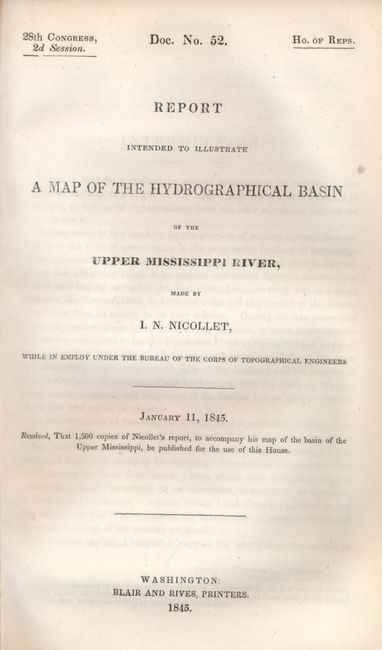 28th Congress,
2d Session.
Doc. No. 52.
Ho. of Reps.
REPORT
INTENDED TO ILLUSTRATE
A MAP OF THE HYDROGRAPHICAL BASIN
OF THE
UPPER MISSISSIPPI RIVER,
MADE BY
I. N. NICOLLET,
WHILE IN EMPLOY UNDER THE BUREAU OF THE CORPS OF TOPOGRAPHICAL ENGINEERS.
January 11, 1845.
Resolved, That 1,500 copies of Nicollet's report, to accompany his map of the basin of the
Upper Mississippi, be published for the use of this House.
WASHINGTON:
BLAIR AND RIVES, PRINTERS.
1845.